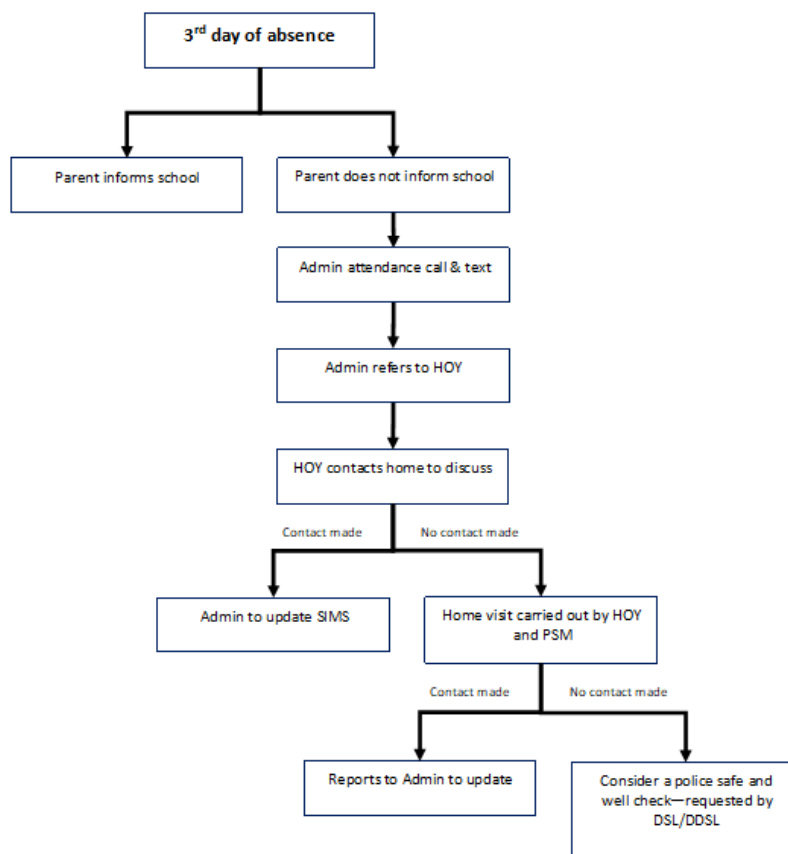 3rd day of absence
Parent informs school
Parent does not inform school
Admin attendance call & text
Admin refers to HOY
HOY contacts home to discuss
Contact made
No contact made
Admin to update SIMS
Home visit carried out by HOY
and PSM
Contact made
No contact made
Reports to Admin to update
Consider a police safe and
well check—requested by
DSL/DDSL